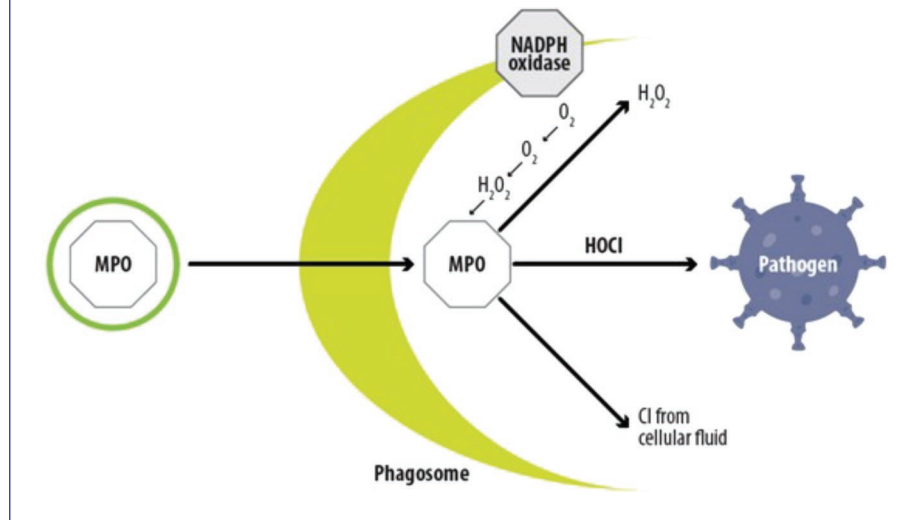 NADPH
oxidase
H₂O₂
O₂
O₂
H₂O₂
MPO
MPO
HOCl
Pathogen
Cl from
cellular fluid
Phagosome